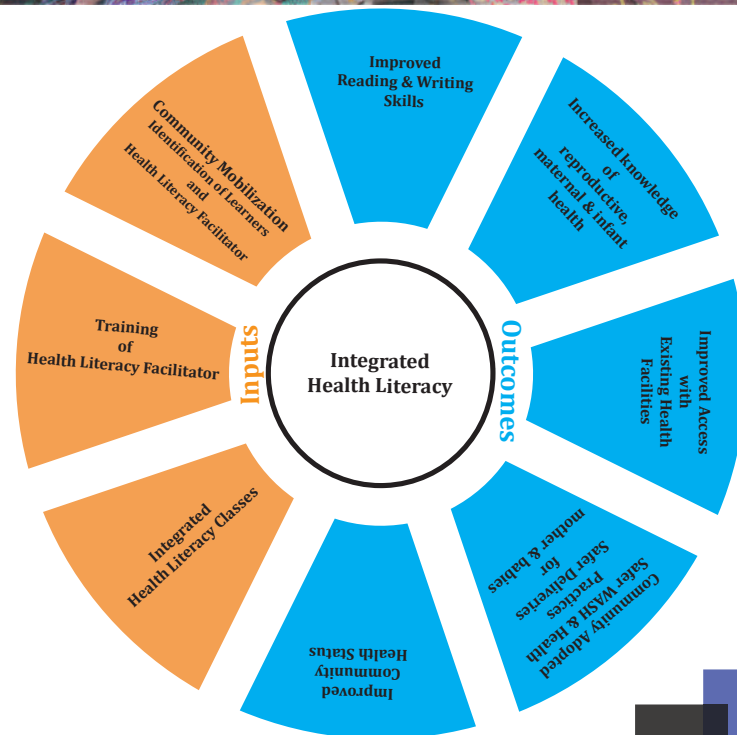 Improved
Reading & Writing
Skills
Increased knowledge
of
reproductive,
maternal & infant
health
Improved Access
with
Existing Health
Facilities
Community Adopted
Safer WASH & Health
Practices
Safer Deliveries
for
mother & babies
Improved
Community
Health Status
Integrated
Health Literacy Classes
Training
of
Health Literacy Facilitator
Community Mobilization
Identification of Learners
and
Health Literacy Facilitator
Inputs
Integrated
Health Literacy
Outcomes